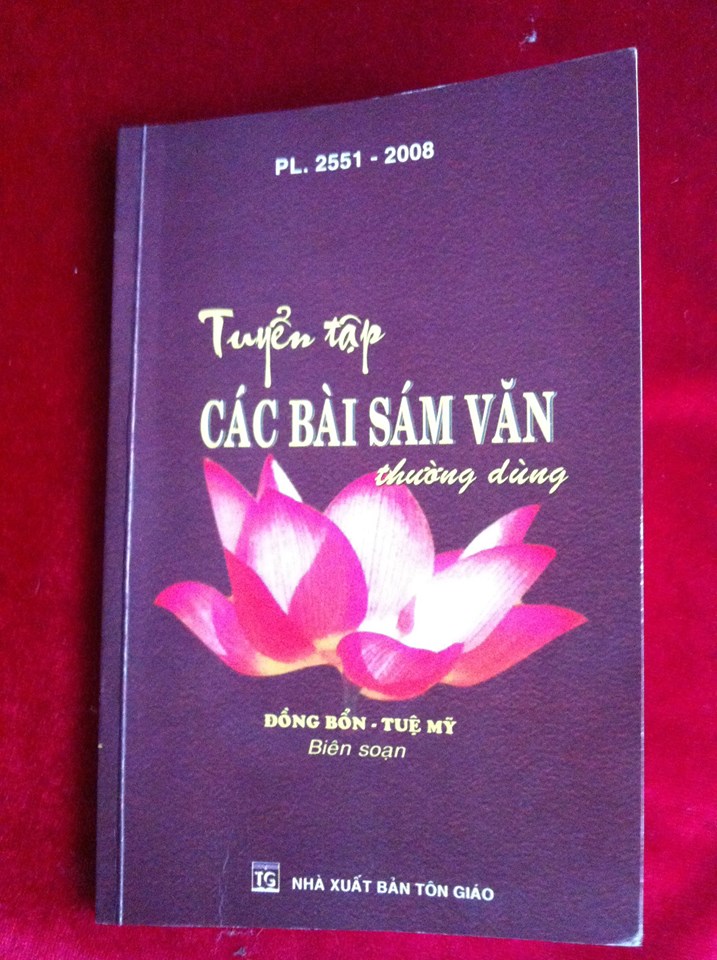 PL. 2551 - 2008
Tuyển tập
CÁC BÀI SÁM VĂN
thường dùng
ĐỒNG BỔN - TUỆ MỸ
Biên soạn
TG NHÀ XUẤT BẢN TÔN GIÁO